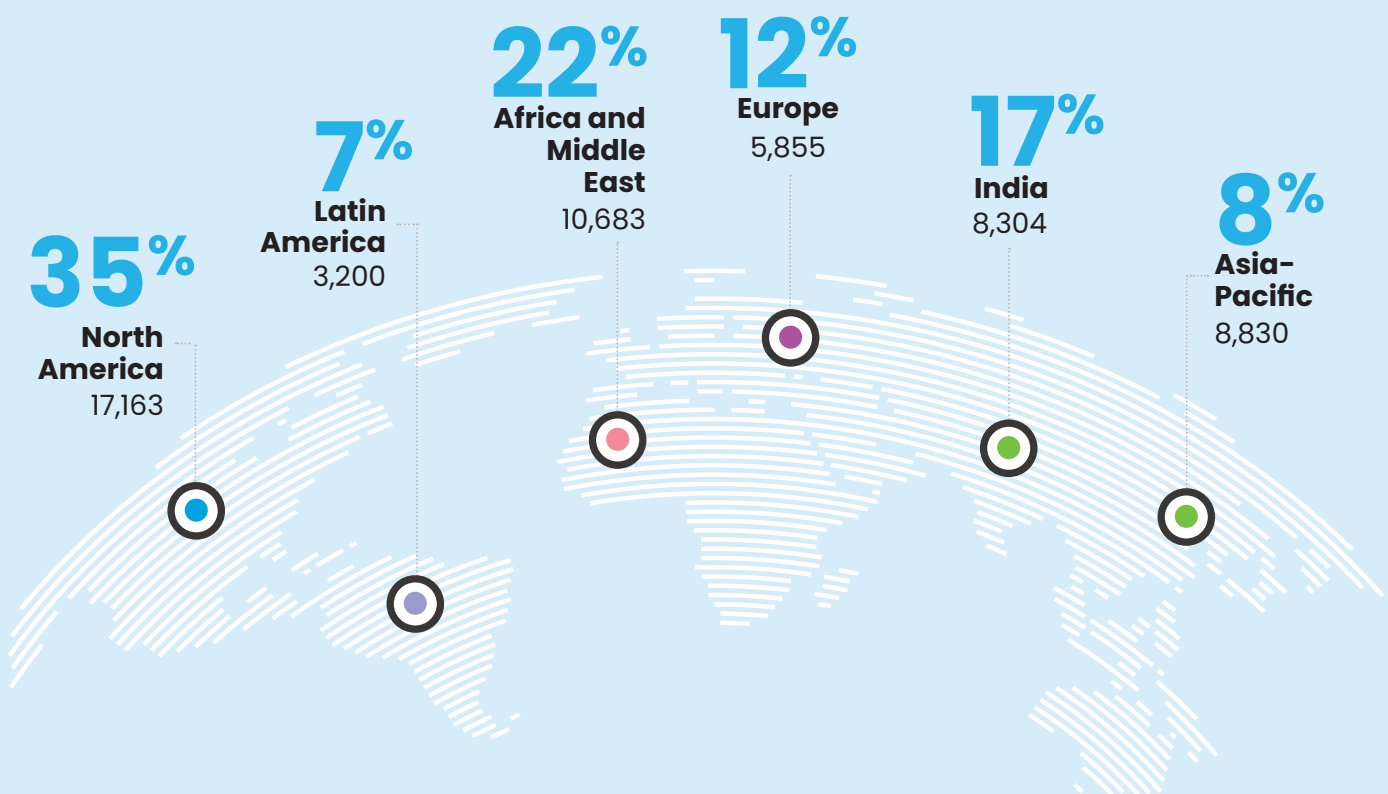 35%
North
America
17,163
7%
Latin
America
3,200
22%
Africa and
Middle
East
10,683
12%
Europe
5,855
17%
India
8,304
8%
Asia-
Pacific
8,830